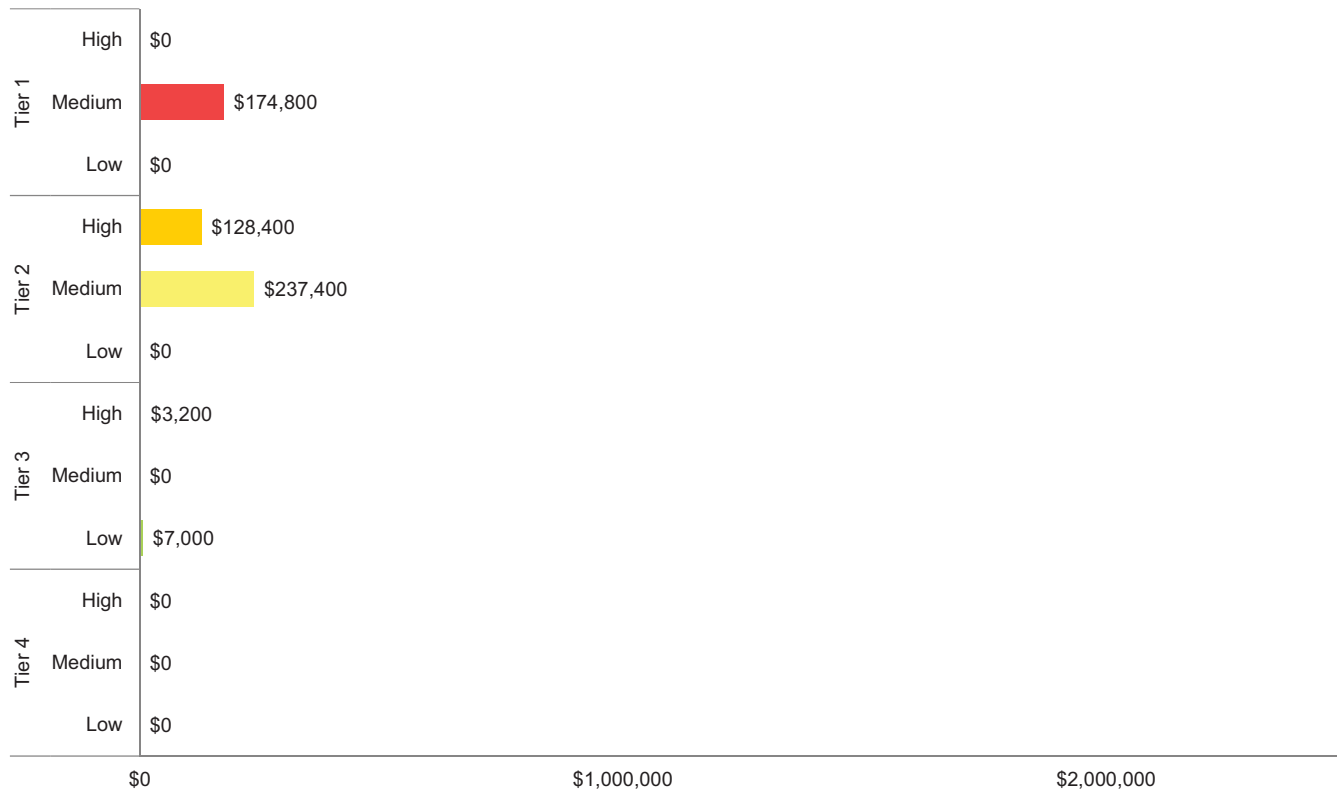 Tier 1
High $0
Medium $174,800
Low $0
Tier 2
High $128,400
Medium $237,400
Low $0
Tier 3
High $3,200
Medium $0
Low $7,000
Tier 4
High $0
Medium $0
Low $0
$0 $1,000,000 $2,000,000